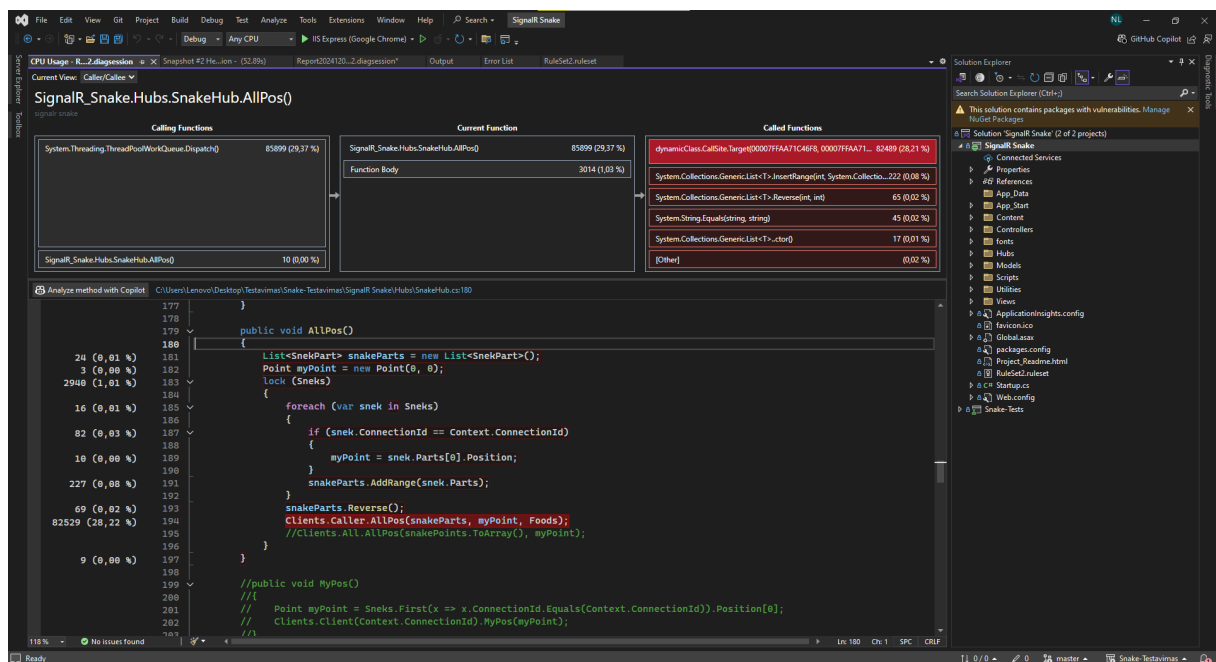 File Edit View Git Project Build Debug Test Analyze Tools Extensions Window Help Search SignalR Snake NL
Debug Any CPU IIS Express (Google Chrome) GitHub Copilot
CPU Usage - R...2.diagsession Snapshot #2 He...ion - (52.89s) Report2024120...2.diagsession* Output Error List RuleSet2.ruleset
Server Explorer
Toolbox
Current View: Caller/Callee
SignalR_Snake.Hubs.SnakeHub.AllPos()
signalr snake
Calling Functions Current Function Called Functions
System.Threading.ThreadPoolWorkQueue.Dispatch() 85899 (29,37 %)
SignalR_Snake.Hubs.SnakeHub.AllPos() 10 (0,00 %)
SignalR_Snake.Hubs.SnakeHub.AllPos() 85899 (29,37 %)
Function Body 3014 (1,03 %)
dynamicClass.CallSite.Target(00007FFAA71C46F8, 00007FFAA71... 82489 (28,21 %)
System.Collections.Generic.List<T>.InsertRange(int, System.Collectio...222 (0,08 %)
System.Collections.Generic.List<T>.Reverse(int, int) 65 (0,02 %)
System.String.Equals(string, string) 45 (0,02 %)
System.Collections.Generic.List<T>..ctor() 17 (0,01 %)
[Other] (0,02 %)
Analyze method with Copilot C:\Users\Lenovo\Desktop\Testavimas\Snake-Testavimas\SignalR Snake\Hubs\SnakeHub.cs:180
177 }
178
179 public void AllPos()
180 {
24 (0,01 %) 181 List<SnekPart> snakeParts = new List<SnekPart>();
3 (0,00 %) 182 Point myPoint = new Point(0, 0);
2940 (1,01 %) 183 lock (Sneks)
184 {
16 (0,01 %) 185 foreach (var snek in Sneks)
186 {
82 (0,03 %) 187 if (snek.ConnectionId == Context.ConnectionId)
188 {
10 (0,00 %) 189 myPoint = snek.Parts[0].Position;
190 }
227 (0,08 %) 191 snakeParts.AddRange(snek.Parts);
192 }
69 (0,02 %) 193 snakeParts.Reverse();
82529 (28,22 %) 194 Clients.Caller.AllPos(snakeParts, myPoint, Foods);
195 //Clients.All.AllPos(snakePoints.ToArray(), myPoint);
196 }
9 (0,00 %) 197 }
198
199 //public void MyPos()
200 //{
201 // Point myPoint = Sneks.First(x => x.ConnectionId.Equals(Context.ConnectionId)).Position[0];
202 // Clients.Client(Context.ConnectionId).MyPos(myPoint);
203 //}
118 % No issues found Ln: 180 Ch: 1 SPC CRLF
Solution Explorer
Search Solution Explorer (Ctrl+;)
This solution contains packages with vulnerabilities. Manage
NuGet Packages
Solution 'SignalR Snake' (2 of 2 projects)
SignalR Snake
Connected Services
Properties
References
App_Data
App_Start
Content
Controllers
fonts
Hubs
Models
Scripts
Utilities
Views
ApplicationInsights.config
favicon.ico
Global.asax
packages.config
Project_Readme.html
RuleSet2.ruleset
C# Startup.cs
Web.config
Snake-Tests
Diagnostic Tools
Ready 0 / 0 0 master Snake-Testavimas